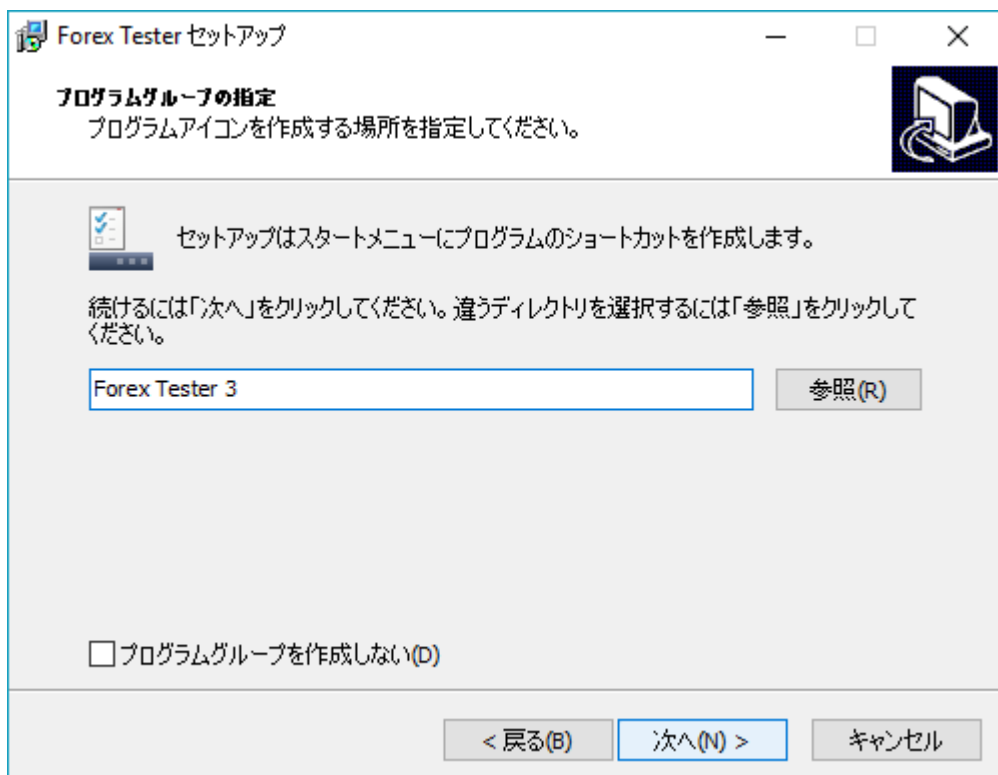 Forex Tester セットアップ
プログラムグループの指定
プログラムアイコンを作成する場所を指定してください。
セットアップはスタートメニューにプログラムのショートカットを作成します。
続けるには「次へ」をクリックしてください。違うディレクトリを選択するには「参照」をクリックして
ください。
Forex Tester 3
参照(R)
プログラムグループを作成しない(D)
< 戻る(B)
次へ(N) >
キャンセル